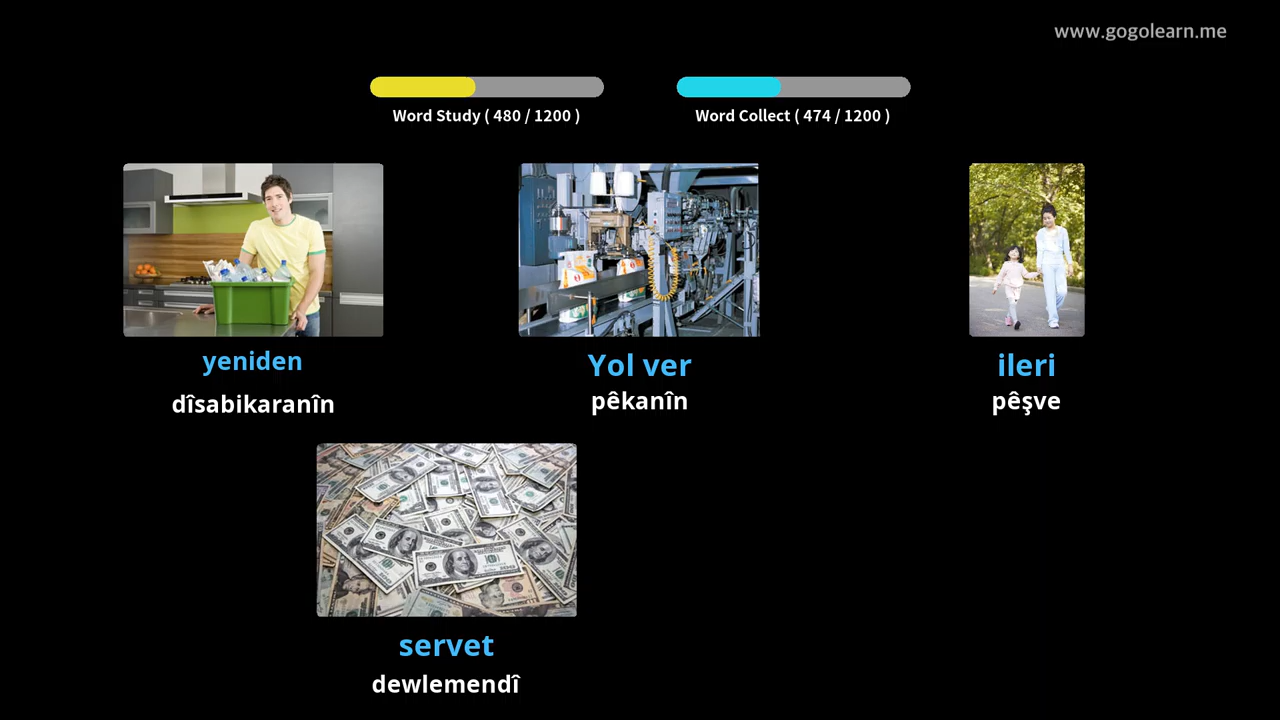 www.gogolearn.me
Word Study ( 480 / 1200 )
Word Collect ( 474 / 1200 )
yeniden
dîsabikaranîn
Yol ver
pêkanîn
ileri
pêşve
servet
dewlemendî